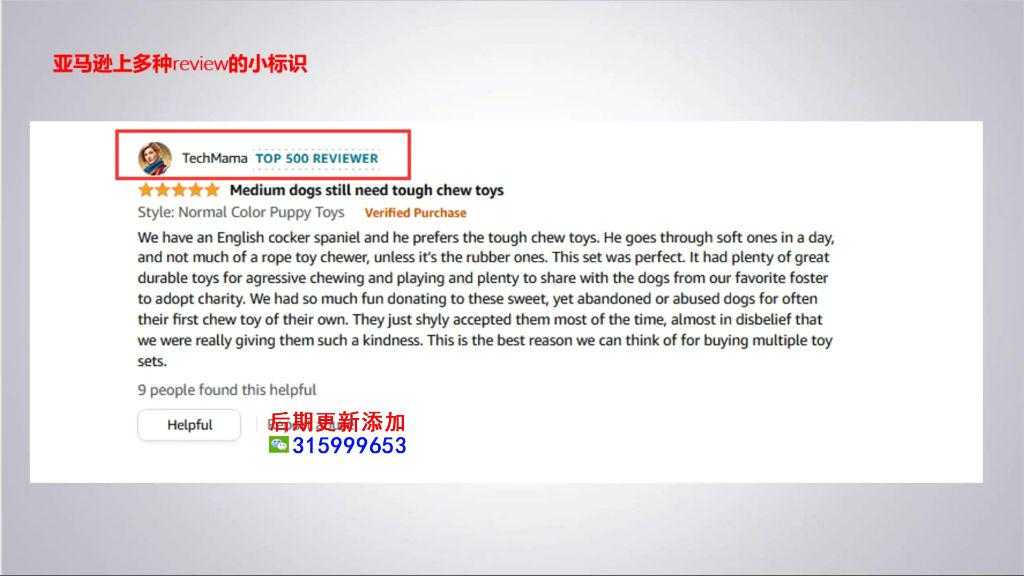 亚马逊上多种review的小标识
TechMama TOP 500 REVIEWER
Medium dogs still need tough chew toys
Style: Normal Color Puppy Toys Verified Purchase
We have an English cocker spaniel and he prefers the tough chew toys. He goes through soft ones in a day,
and not much of a rope toy chewer, unless it's the rubber ones. This set was perfect. It had plenty of great
durable toys for agressive chewing and playing and plenty to share with the dogs from our favorite foster
to adopt charity. We had so much fun donating to these sweet, yet abandoned or abused dogs for often
their first chew toy of their own. They just shyly accepted them most of the time, almost in disbelief that
we were really giving them such a kindness. This is the best reason we can think of for buying multiple toy
sets.
9 people found this helpful
Helpful
后期更新添加
315999653